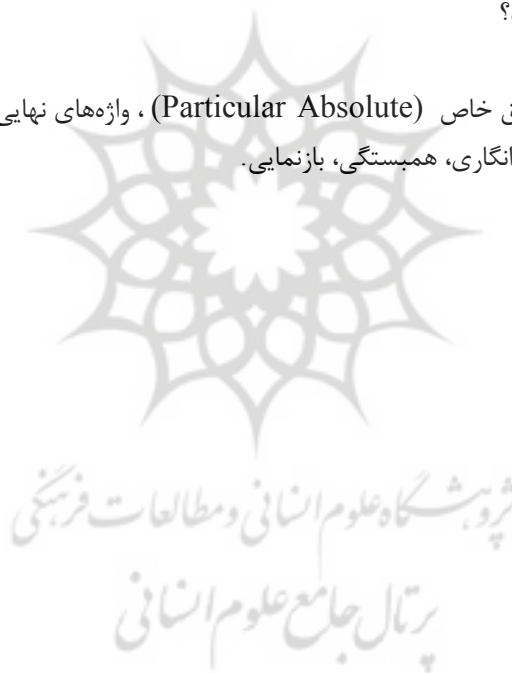 ؟
خاص (Particular Absolute) ، واژه‌های نهایی
انگاری، همبستگی، بازنمایی.
پژوهشگاه علوم انسانی و مطالعات فرهنگی
پرتال جامع علوم انسانی